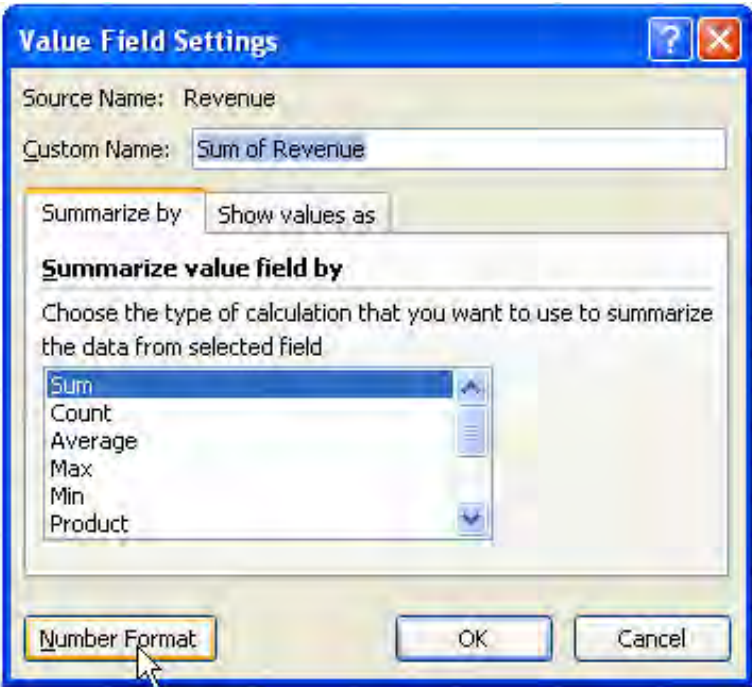 Value Field Settings
Source Name: Revenue
Custom Name: Sum of Revenue
Summarize by Show values as
Summarize value field by
Choose the type of calculation that you want to use to summarize
the data from selected field
Sum
Count
Average
Max
Min
Product
Number Format OK Cancel